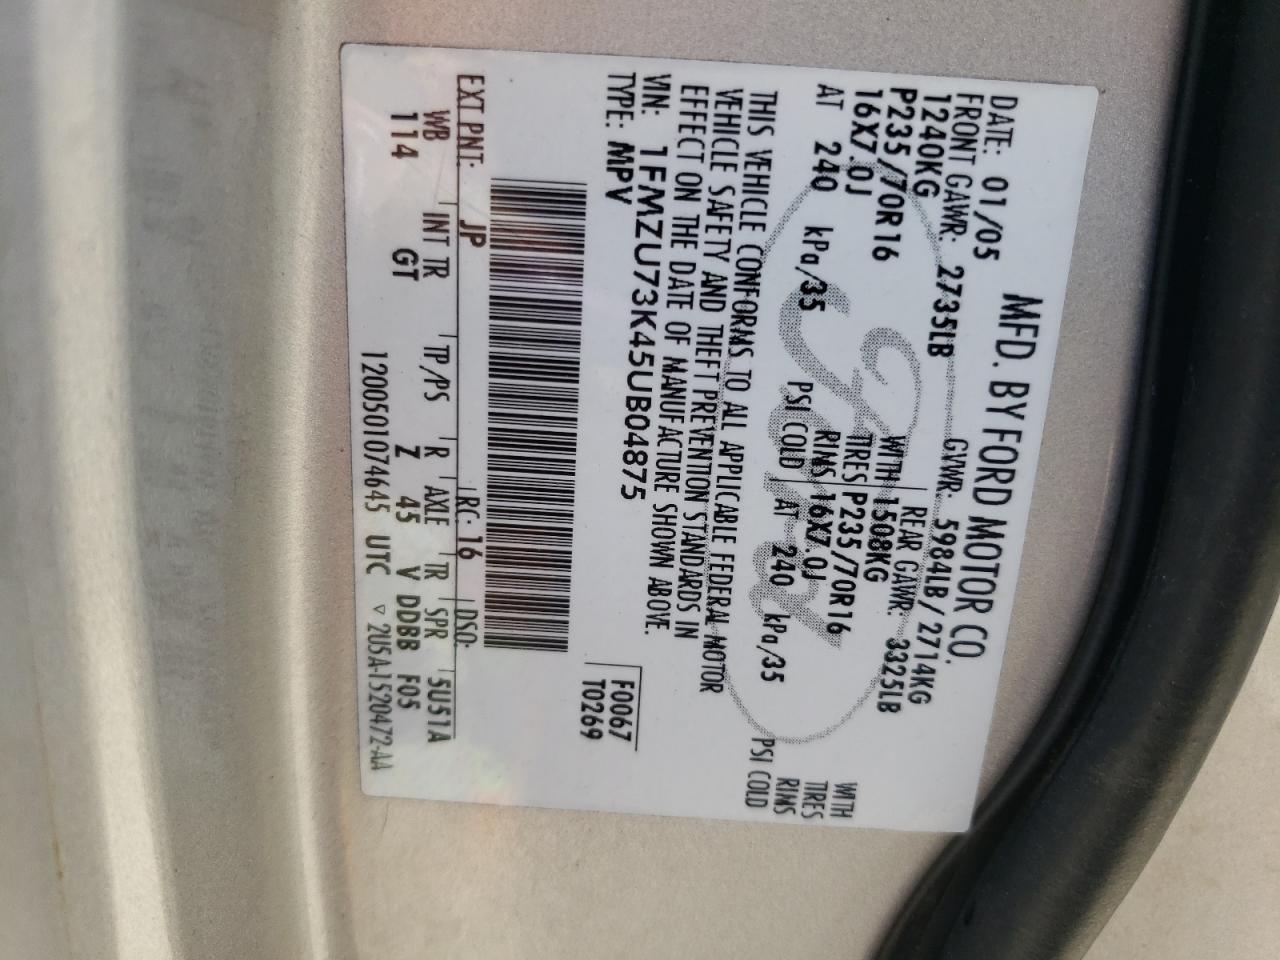 MFD. BY FORD MOTOR CO.
DATE: 01/05 GVWR: 5984LB/2714KG
FRONT GAWR: 2735LB REAR GAWR: 3325LB
1240KG WITH 1508KG WITH
P235/70R16 TIRES P235/70R16 TIRES
16X7.0J RIMS 16X7.0J RIMS
AT 240 kPa/35 PSI COLD AT 240 kPa/35 PSI COLD
THIS VEHICLE CONFORMS TO ALL APPLICABLE FEDERAL MOTOR
VEHICLE SAFETY AND THEFT PREVENTION STANDARDS IN
EFFECT ON THE DATE OF MANUFACTURE SHOWN ABOVE.
VIN: 1FMZU73K45UB04875
TYPE: MPV
F0067
T0269
EXT PNT: JP RC: 16 DSO:
WB INT TR TP/PS R AXLE TR SPR 5U51A
114 GT Z 45 V DDBB F05
120050107464S UTC ▽ 2U5A-1520472-AA